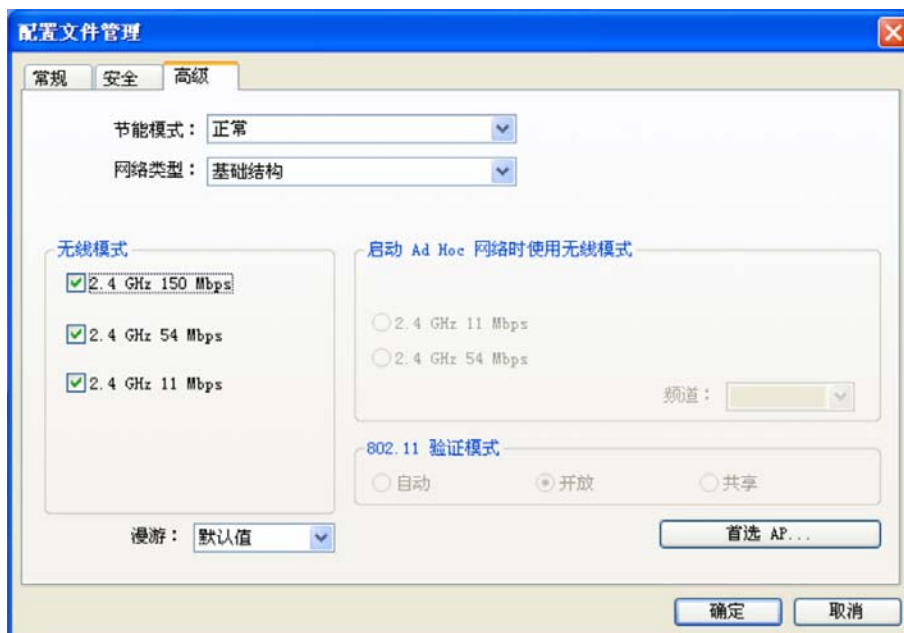 配置文件管理
常规 安全 高级
节能模式： 正常
网络类型： 基础结构
无线模式
2.4 GHz 150 Mbps
2.4 GHz 54 Mbps
2.4 GHz 11 Mbps
启动 Ad Hoc 网络时使用无线模式
2.4 GHz 11 Mbps
2.4 GHz 54 Mbps
频道：
802.11 验证模式
自动 开放 共享
漫游： 默认值
首选 AP...
确定 取消